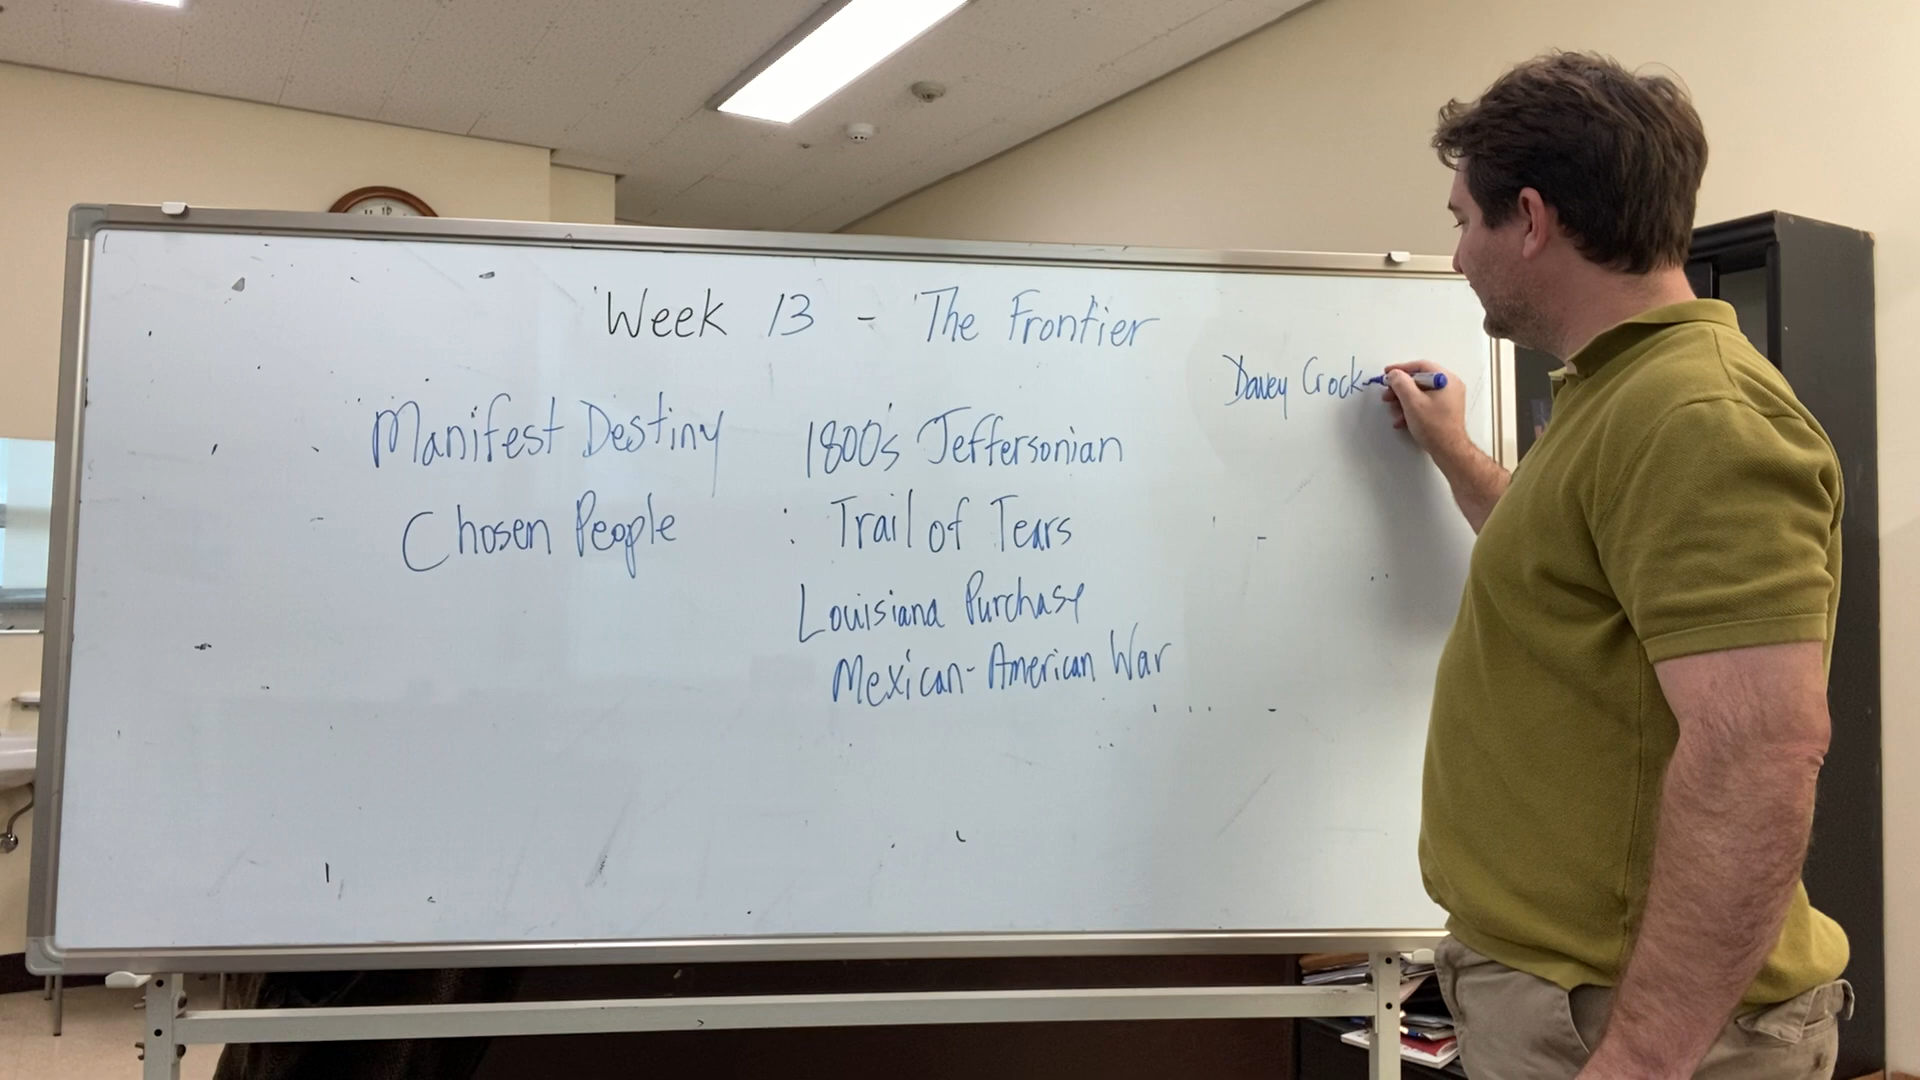 Week 13 - The Frontier
Davey Crock
Manifest Destiny
Chosen People
1800's Jeffersonian
: Trail of Tears
Louisiana Purchase
Mexican-American War